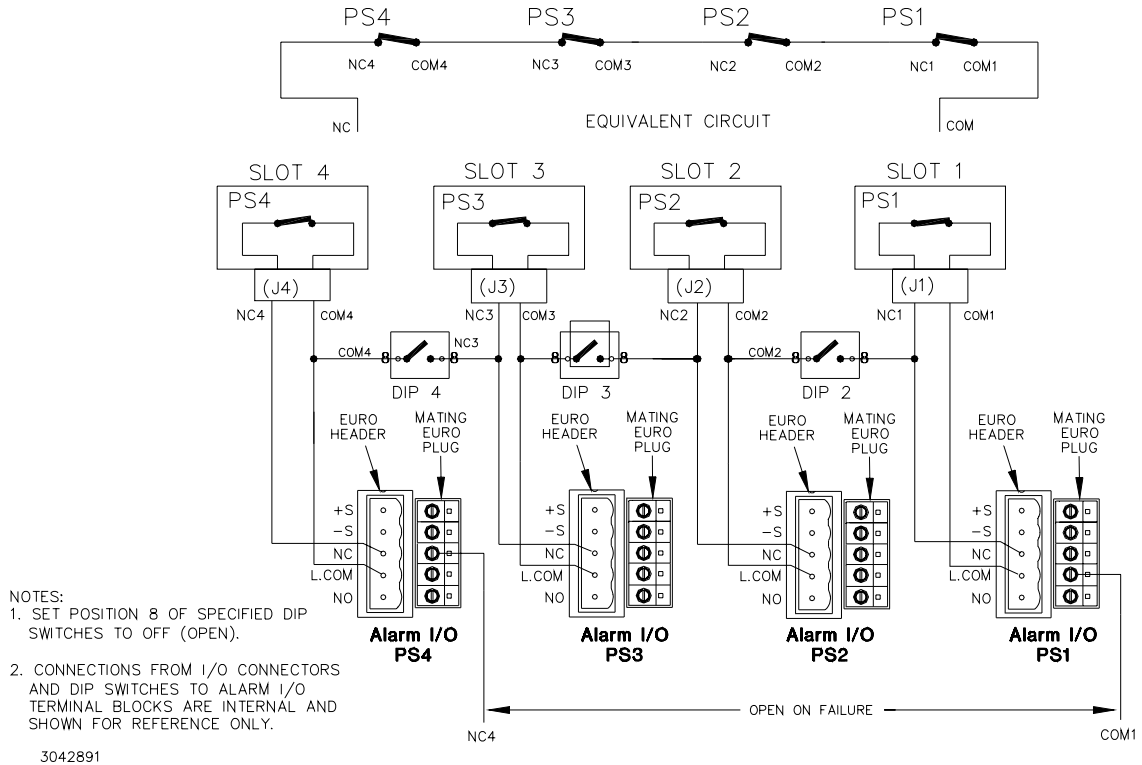 PS4 PS3 PS2 PS1
NC4 COM4 NC3 COM3 NC2 COM2 NC1 COM1
NC EQUIVALENT CIRCUIT COM
SLOT 4 SLOT 3 SLOT 2 SLOT 1
PS4 PS3 PS2 PS1
(J4) (J3) (J2) (J1)
NC4 COM4 NC3 COM3 NC2 COM2 NC1 COM1
COM4 8 8 NC3 8 8 COM2 8 8
DIP 4 DIP 3 DIP 2
EURO HEADER
MATING EURO PLUG
EURO HEADER
MATING EURO PLUG
EURO HEADER
MATING EURO PLUG
EURO HEADER
MATING EURO PLUG
+S +S +S +S
−S −S −S −S
NC NC NC NC
L.COM L.COM L.COM L.COM
NO NO NO NO
Alarm I/O PS4
Alarm I/O PS3
Alarm I/O PS2
Alarm I/O PS1
NOTES:
1. SET POSITION 8 OF SPECIFIED DIP
SWITCHES TO OFF (OPEN).
2. CONNECTIONS FROM I/O CONNECTORS
AND DIP SWITCHES TO ALARM I/O
TERMINAL BLOCKS ARE INTERNAL AND
SHOWN FOR REFERENCE ONLY.
OPEN ON FAILURE
NC4 COM1
3042891